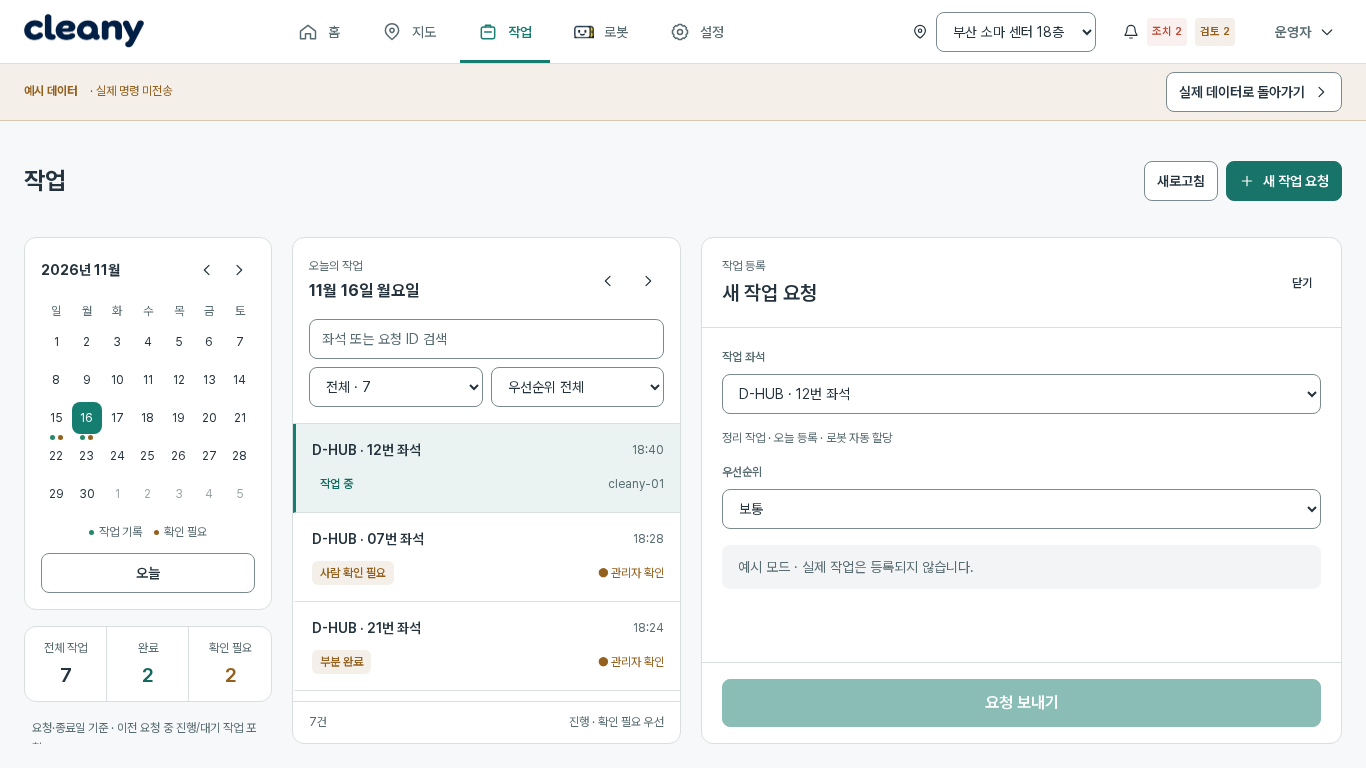 cleany
홈
지도
작업
로봇
설정
부산 소마 센터 18층
조치 2
검토 2
운영자
예시 데이터 · 실제 명령 미전송
실제 데이터로 돌아가기
작업
새로고침
새 작업 요청
2026년 11월
일 월 화 수 목 금 토
1 2 3 4 5 6 7
8 9 10 11 12 13 14
15 16 17 18 19 20 21
22 23 24 25 26 27 28
29 30 1 2 3 4 5
작업 기록 확인 필요
오늘
전체 작업 완료 확인 필요
7 2 2
요청·종료일 기준 · 이전 요청 중 진행/대기 작업 포
오늘의 작업
11월 16일 월요일
좌석 또는 요청 ID 검색
전체 · 7
우선순위 전체
D-HUB · 12번 좌석 18:40
작업 중 cleany-01
D-HUB · 07번 좌석 18:28
사람 확인 필요 관리자 확인
D-HUB · 21번 좌석 18:24
부분 완료 관리자 확인
7건 진행 · 확인 필요 우선
작업 등록
새 작업 요청
닫기
작업 좌석
D-HUB · 12번 좌석
정리 작업 · 오늘 등록 · 로봇 자동 할당
우선순위
보통
예시 모드 · 실제 작업은 등록되지 않습니다.
요청 보내기